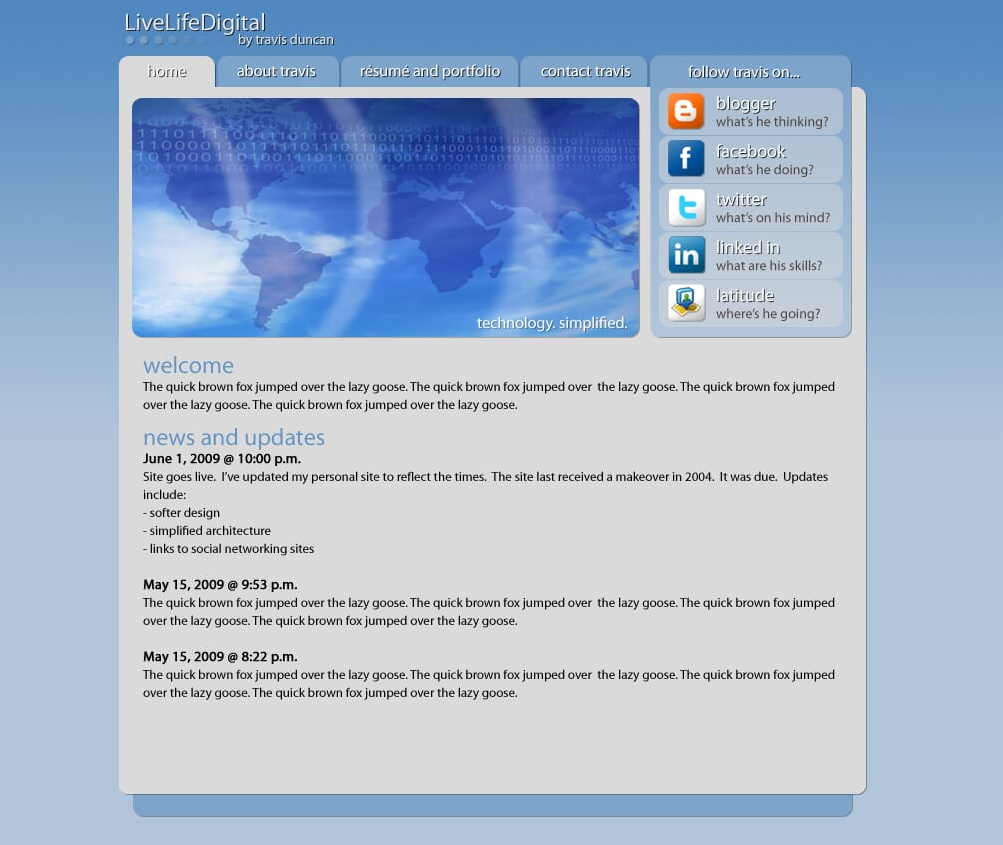 LiveLifeDigital
by travis duncan
home
about travis
résumé and portfolio
contact travis
follow travis on...
blogger
what's he thinking?
facebook
what's he doing?
twitter
what's on his mind?
linked in
what are his skills?
latitude
where's he going?
technology. simplified.
welcome
The quick brown fox jumped over the lazy goose. The quick brown fox jumped over  the lazy goose. The quick brown fox jumped
over the lazy goose. The quick brown fox jumped over the lazy goose.
news and updates
June 1, 2009 @ 10:00 p.m.
Site goes live.  I've updated my personal site to reflect the times.  The site last received a makeover in 2004.  It was due.  Updates
include:
- softer design
- simplified architecture
- links to social networking sites
May 15, 2009 @ 9:53 p.m.
The quick brown fox jumped over the lazy goose. The quick brown fox jumped over  the lazy goose. The quick brown fox jumped
over the lazy goose. The quick brown fox jumped over the lazy goose.
May 15, 2009 @ 8:22 p.m.
The quick brown fox jumped over the lazy goose. The quick brown fox jumped over  the lazy goose. The quick brown fox jumped
over the lazy goose. The quick brown fox jumped over the lazy goose.